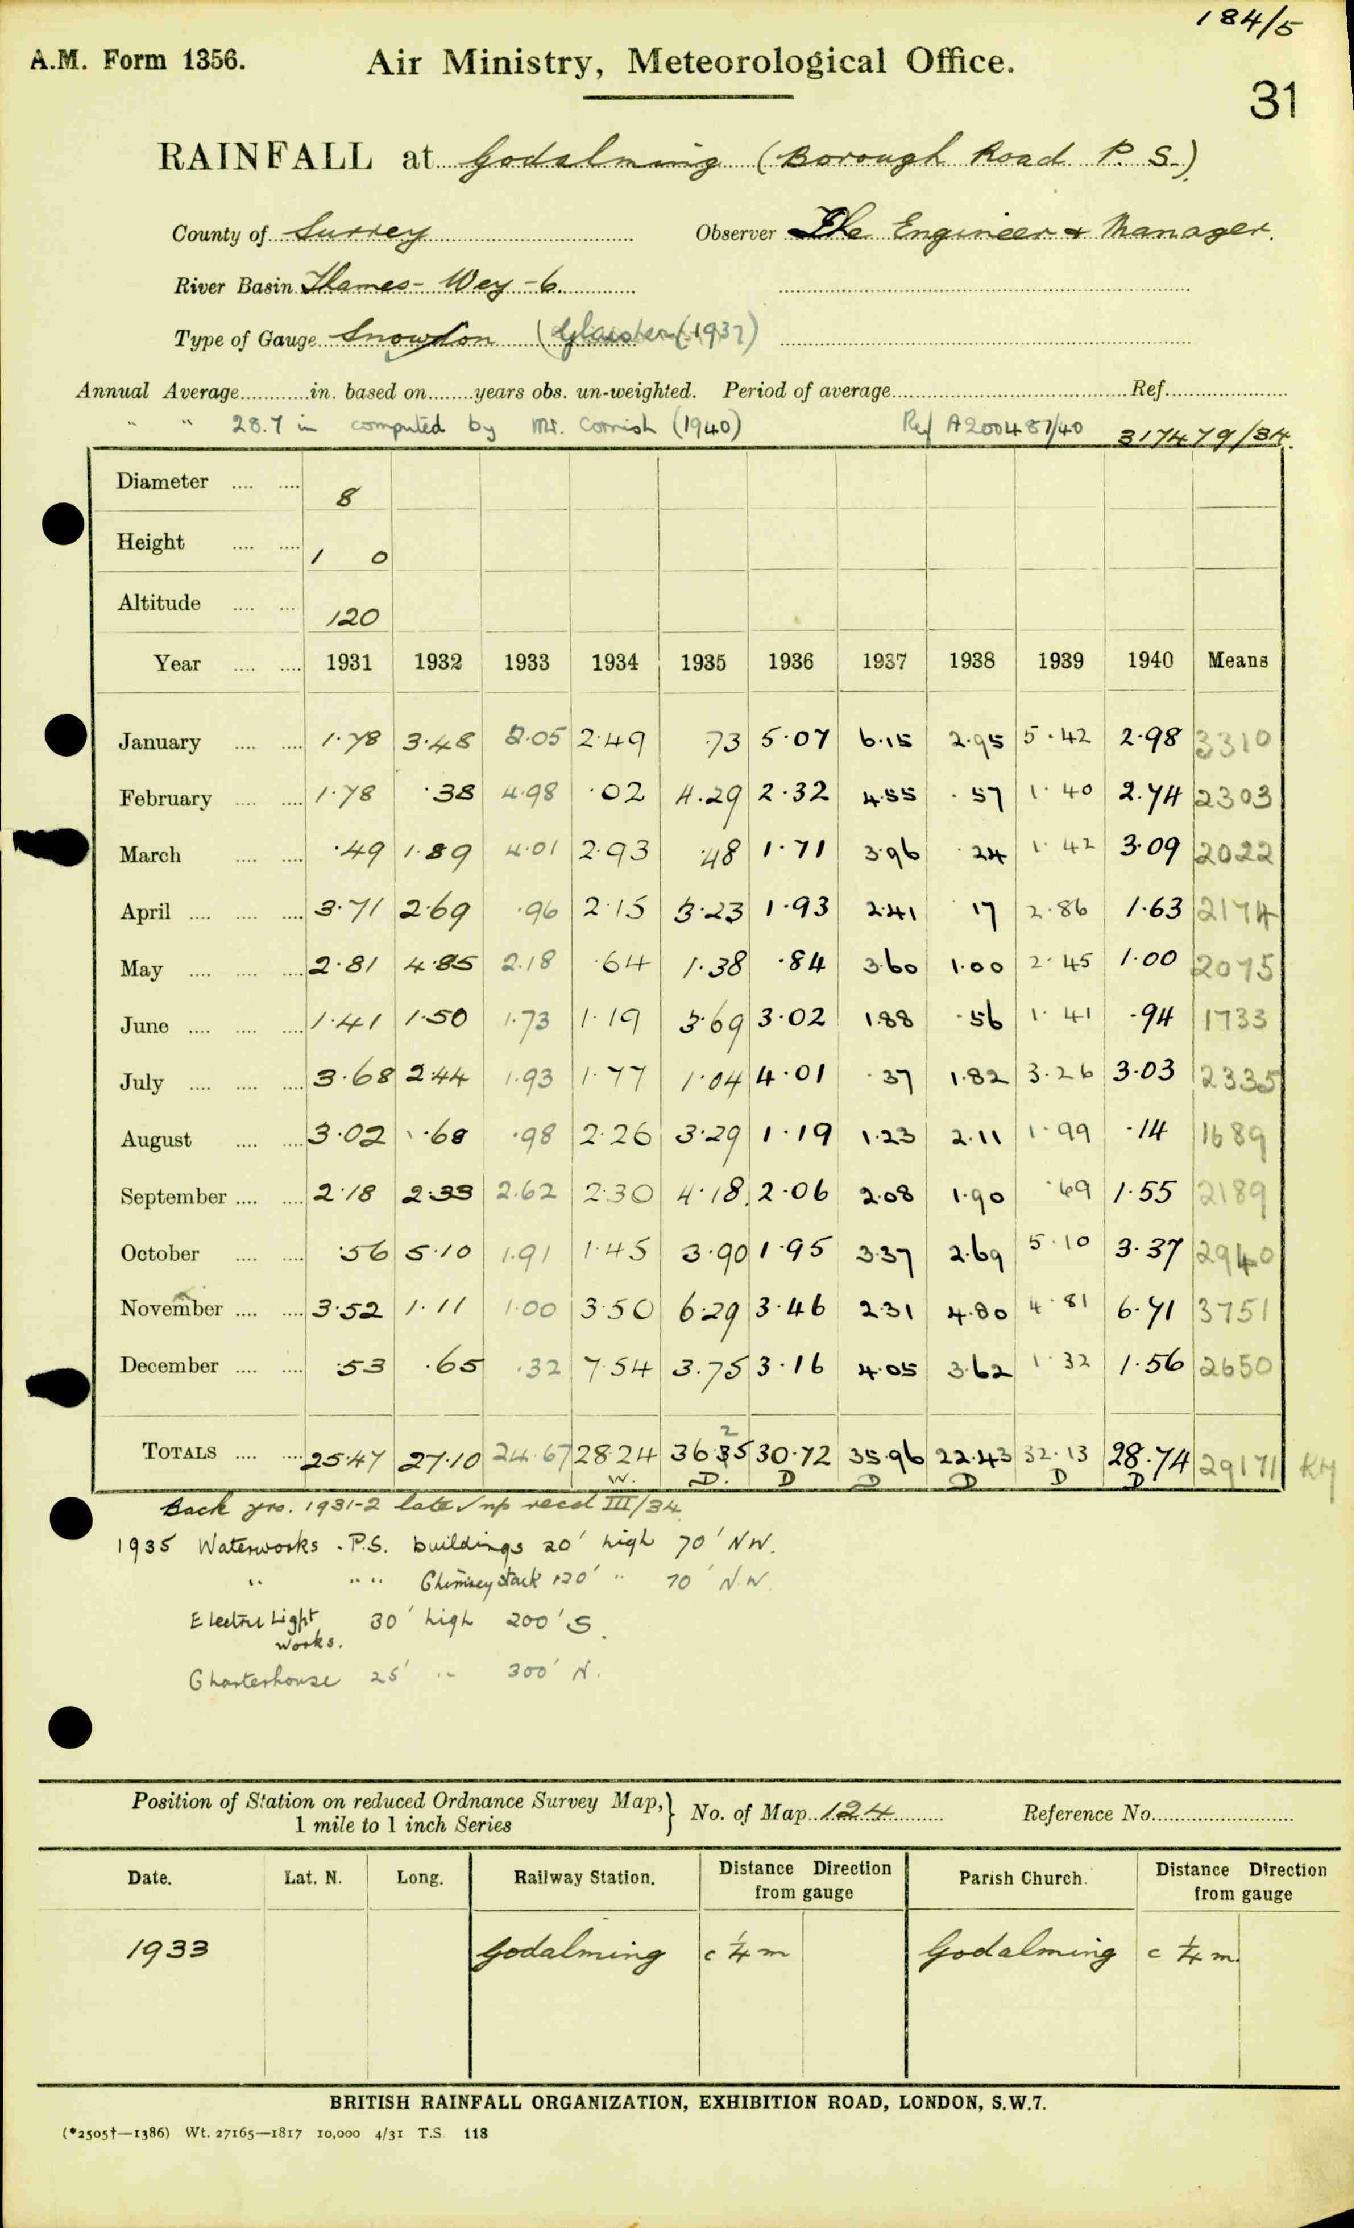 184/5
A.M. Form 1356. Air Ministry, Meteorological Office.
31
RAINFALL at Godalming (Borough Road P. S.)
County of Surrey Observer The Engineer & Manager.
River Basin Thames - Wey - 6.
Type of Gauge Snowdon (Glaisher (1937)
Annual Average............in. based on........years obs. un-weighted. Period of average............Ref............
" " 28.7 in computed by Mr. Cornish (1940) Ref A200487/40 317479/34.
Diameter .... .... 8
Height .... .... 1 0
Altitude .... .... 120
Year .... .... 1931 1932 1933 1934 1935 1936 1937 1938 1939 1940 Means
January .... .... 1·78 3·48 2·05 2·49 ·73 5·07 6·15 2·95 5·42 2·98 3310
February .... .... 1·78 ·38 4·98 ·02 4·29 2·32 4·55 ·57 1·40 2·74 2303
March .... .... ·49 1·89 4·01 2·93 ·48 1·71 3·96 ·24 1·42 3·09 2022
April .... .... .... 3·71 2·69 ·96 2·15 3·23 1·93 2·41 ·17 2·86 1·63 2174
May .... .... .... 2·81 4·85 2·18 ·64 1·38 ·84 3·60 1·00 2·45 1·00 2075
June .... .... .... 1·41 1·50 1·73 1·19 3·69 3·02 1·88 ·56 1·41 ·94 1733
July .... .... .... 3·68 2·44 1·93 1·77 1·04 4·01 ·37 1·82 3·26 3·03 2335
August .... .... 3·02 ·68 ·98 2·26 3·29 1·19 1·23 2·11 1·99 ·14 1689
September .... .... 2·18 2·33 2·62 2·30 4·18 2·06 2·08 1·90 ·69 1·55 2189
October .... .... ·56 5·10 1·91 1·45 3·90 1·95 3·37 2·69 5·10 3·37 2940
November .... .... 3·52 1·11 1·00 3·50 6·29 3·46 2·31 4·80 4·81 6·71 3751
December .... .... ·53 ·65 ·32 7·54 3·75 3·16 4·05 3·62 1·32 1·56 2650
2
TOTALS .... .... 25·47 27·10 24·67 28·24 36·35 30·72 35·96 22·43 32·13 28·74 29171
W. D. D D D D D
Back yrs. 1931-2 late recd III/34
1935 Waterworks . P.S. buildings 20' high 70' NW.
" " " Chimney stack 120' " 70' N.W.
Electric Light 30' high 200' S.
works.
Charterhouse 25' " 300' N.
Position of Station on reduced Ordnance Survey Map,} No. of Map 124 Reference No............
1 mile to 1 inch Series
Date. Lat. N. Long. Railway Station. Distance Direction from gauge Parish Church. Distance Direction from gauge
1933 Godalming c ¼ m Godalming c ¼ m.
BRITISH RAINFALL ORGANIZATION, EXHIBITION ROAD, LONDON, S.W.7.
(*2505†—1386) Wt. 27165—1817 10,000 4/31 T.S. 118